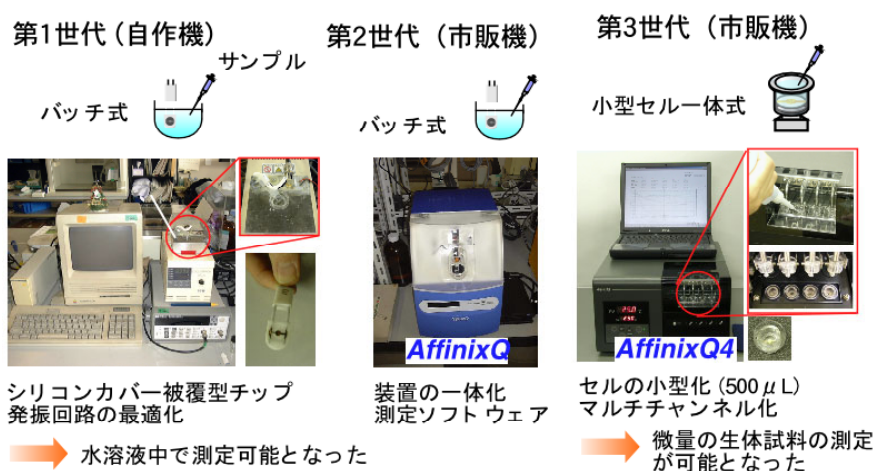 第1世代（自作機）
サンプル
バッチ式
シリコンカバー被覆型チップ
発振回路の最適化
水溶液中で測定可能となった
第2世代（市販機）
バッチ式
AffinixQ
装置の一体化
測定ソフトウェア
第3世代（市販機）
小型セル一体式
AffinixQ4
セルの小型化（500μL）
マルチチャンネル化
微量の生体試料の測定
が可能となった